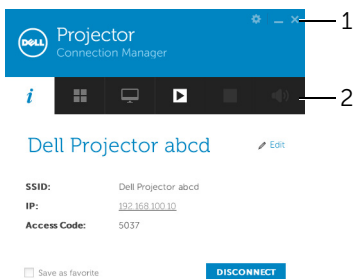 DELL
Projector
Connection Manager
1
i
2
Dell Projector abcd
Edit
SSID: Dell Projector abcd
IP: 192.168.100.10
Access Code: 5037
Save as favorite
DISCONNECT